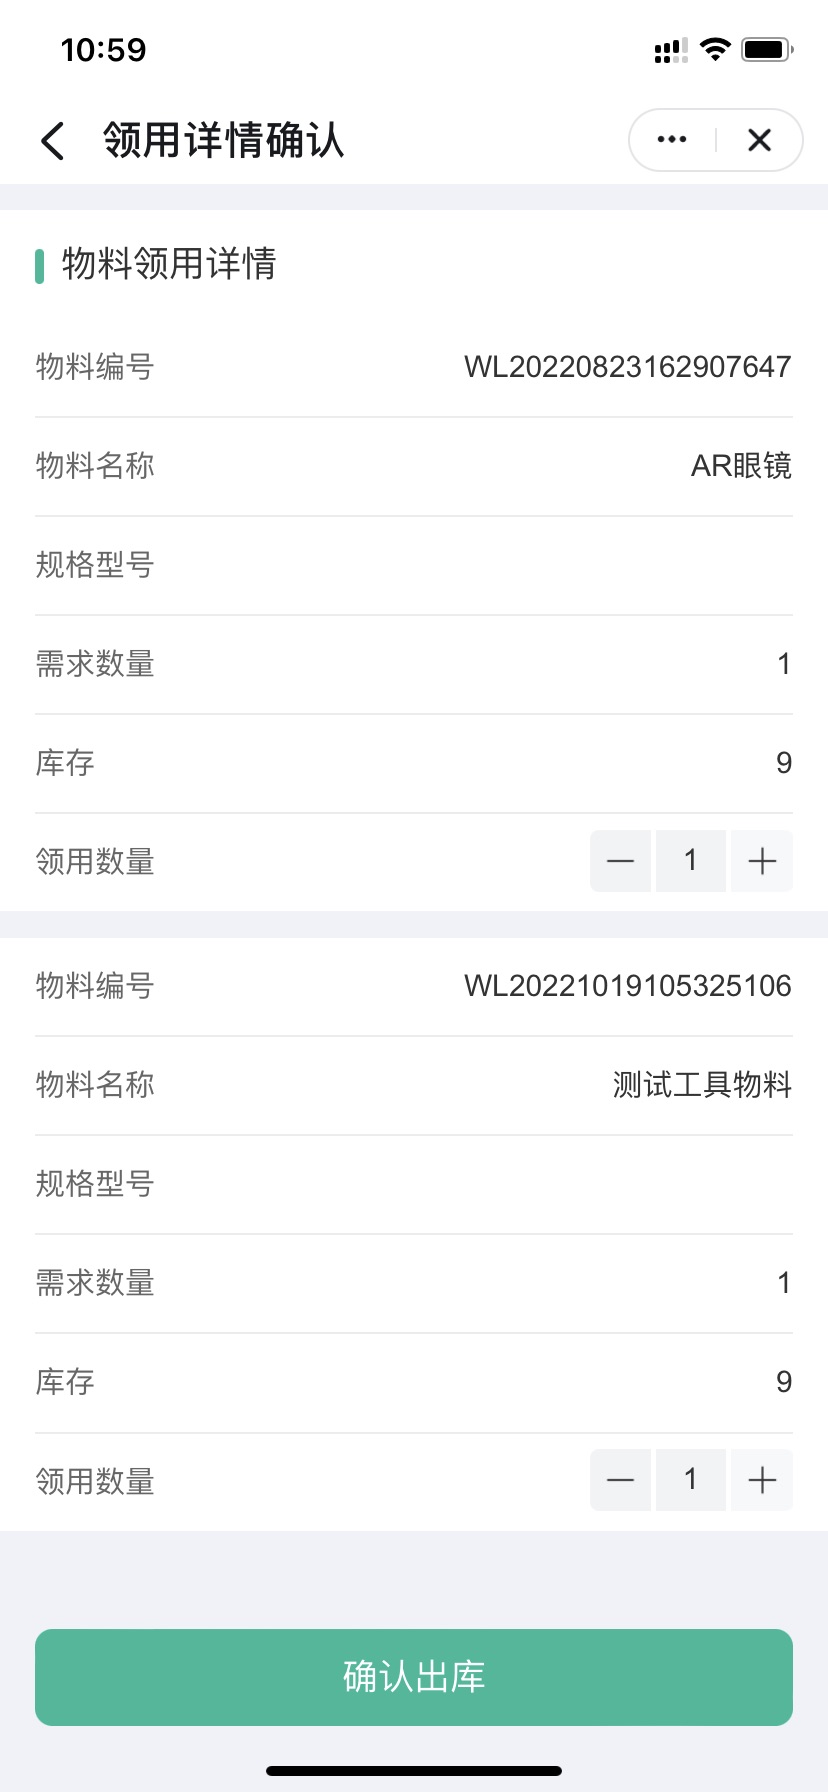 10:59
领用详情确认
物料领用详情
物料编号 WL20220823162907647
物料名称 AR眼镜
规格型号
需求数量 1
库存 9
领用数量 1
物料编号 WL20221019105325106
物料名称 测试工具物料
规格型号
需求数量 1
库存 9
领用数量 1
确认出库